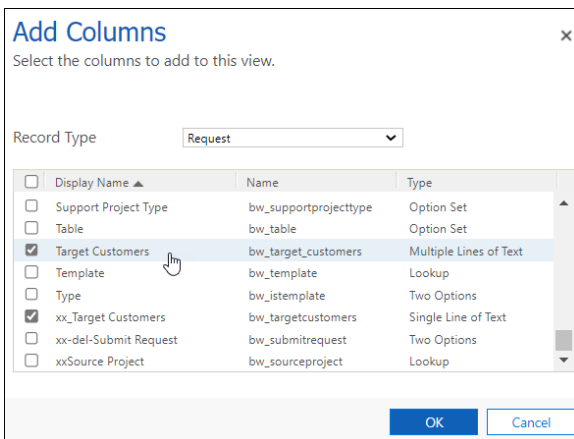 Add Columns
Select the columns to add to this view.
Record Type Request
Display Name Name Type
Support Project Type bw_supportprojecttype Option Set
Table bw_table Option Set
Target Customers bw_target_customers Multiple Lines of Text
Template bw_template Lookup
Type bw_istemplate Two Options
xx_Target Customers bw_targetcustomers Single Line of Text
xx-del-Submit Request bw_submitrequest Two Options
xxSource Project bw_sourceproject Lookup
OK Cancel